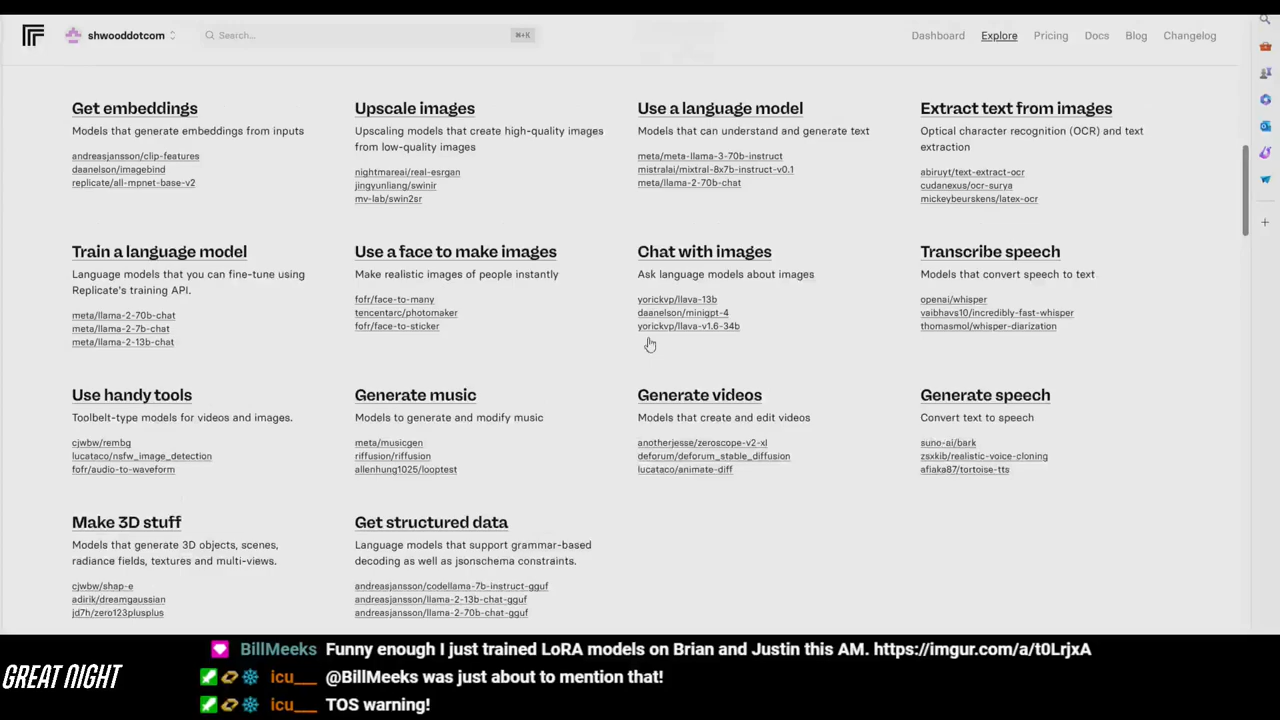 shwooddotcom
Search...
⌘+K
Dashboard
Explore
Pricing
Docs
Blog
Changelog
Get embeddings
Models that generate embeddings from inputs
andreasjansson/clip-features
daanelson/imagebind
replicate/all-mpnet-base-v2
Upscale images
Upscaling models that create high-quality images
from low-quality images
nightmareai/real-esrgan
jingyunliang/swinir
mv-lab/swin2sr
Use a language model
Models that can understand and generate text
meta/meta-llama-3-70b-instruct
mistralai/mixtral-8x7b-instruct-v0.1
meta/llama-2-70b-chat
Extract text from images
Optical character recognition (OCR) and text
extraction
abiruyt/text-extract-ocr
cudanexus/ocr-surya
mickeybeurskens/latex-ocr
Train a language model
Language models that you can fine-tune using
Replicate's training API.
meta/llama-2-70b-chat
meta/llama-2-7b-chat
meta/llama-2-13b-chat
Use a face to make images
Make realistic images of people instantly
fofr/face-to-many
tencentarc/photomaker
fofr/face-to-sticker
Chat with images
Ask language models about images
yorickvp/llava-13b
daanelson/minigpt-4
yorickvp/llava-v1.6-34b
Transcribe speech
Models that convert speech to text
openai/whisper
vaibhavs10/incredibly-fast-whisper
thomasmol/whisper-diarization
Use handy tools
Toolbelt-type models for videos and images.
cjwbw/rembg
lucataco/nsfw_image_detection
fofr/audio-to-waveform
Generate music
Models to generate and modify music
meta/musicgen
riffusion/riffusion
allenhung1025/looptest
Generate videos
Models that create and edit videos
anotherjesse/zeroscope-v2-xl
deforum/deforum_stable_diffusion
lucataco/animate-diff
Generate speech
Convert text to speech
suno-ai/bark
zsxkib/realistic-voice-cloning
afiaka87/tortoise-tts
Make 3D stuff
Models that generate 3D objects, scenes,
radiance fields, textures and multi-views.
cjwbw/shap-e
adirik/dreamgaussian
jd7h/zero123plusplus
Get structured data
Language models that support grammar-based
decoding as well as jsonschema constraints.
andreasjansson/codellama-7b-instruct-gguf
andreasjansson/llama-2-13b-chat-gguf
andreasjansson/llama-2-70b-chat-gguf
GREAT NIGHT
BillMeeks Funny enough I just trained LoRA models on Brian and Justin this AM. https://imgur.com/a/t0LrjxA
icu___ @BillMeeks was just about to mention that!
icu___ TOS warning!